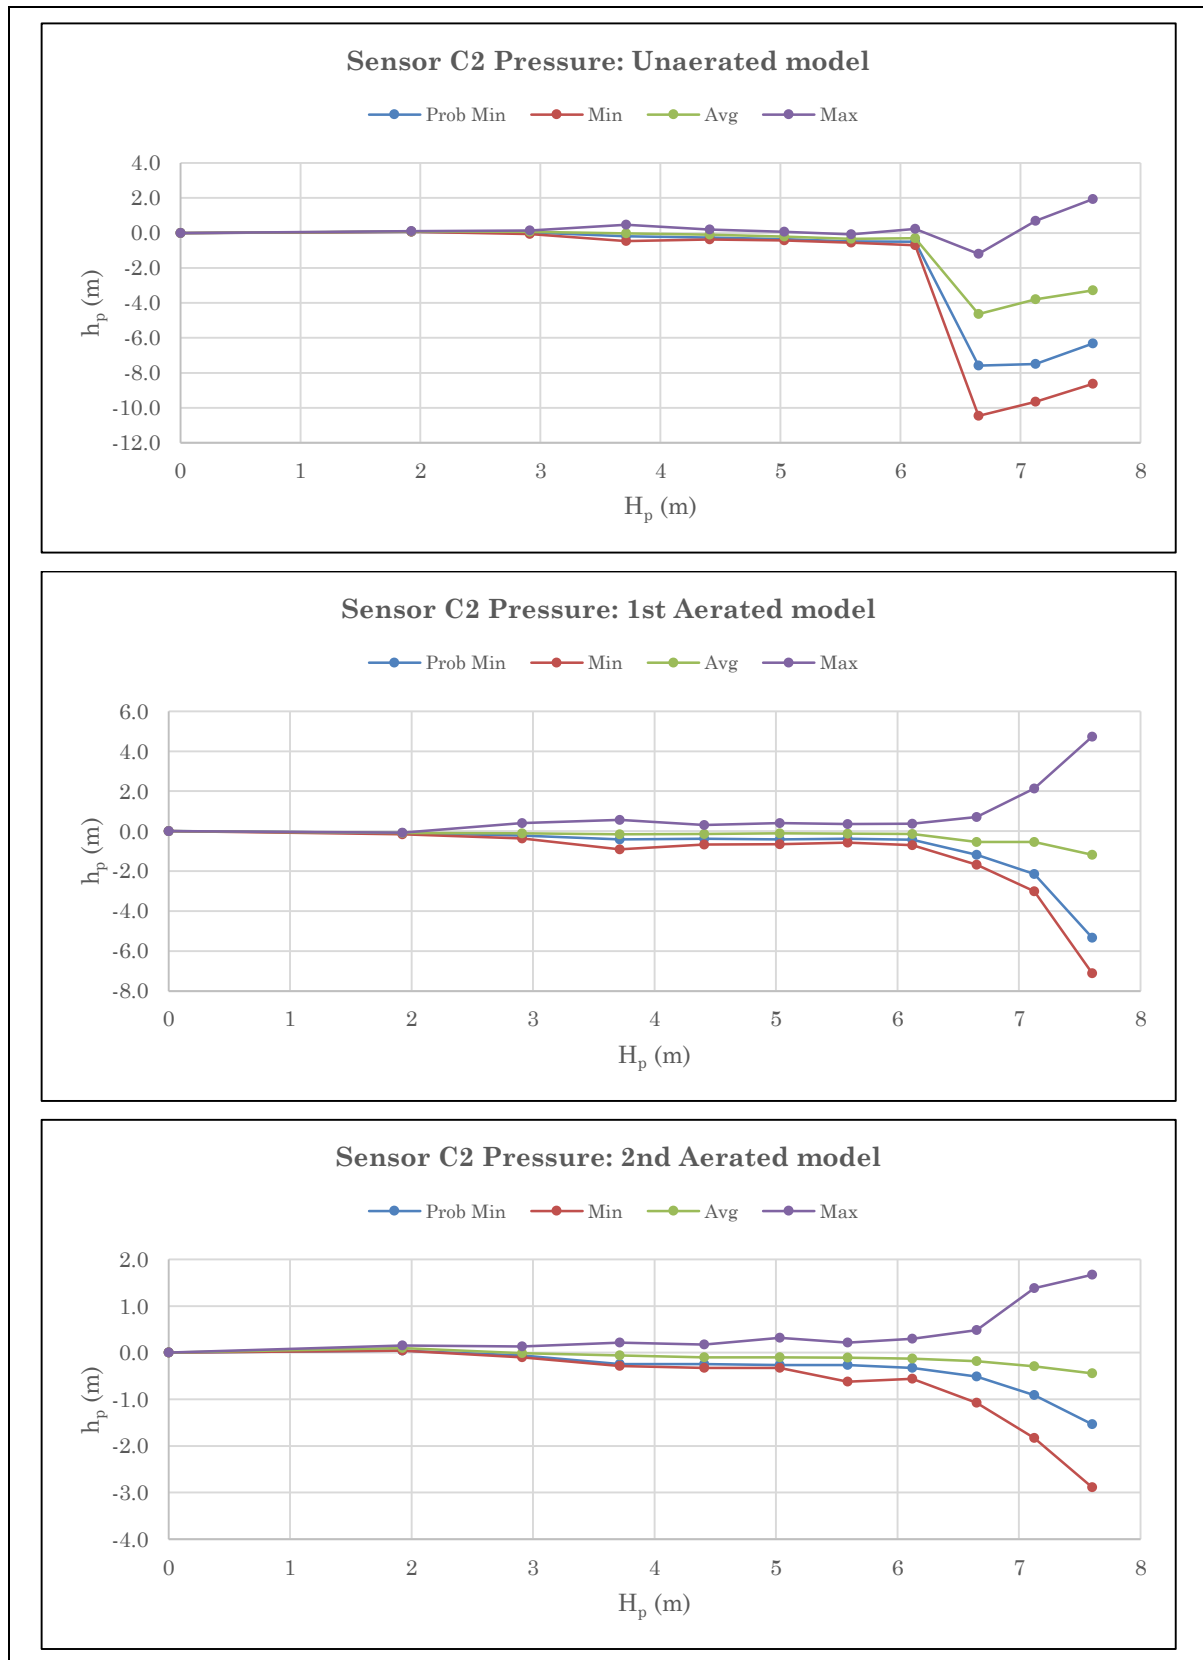 Sensor C2 Pressure: Unaerated model
Prob Min Min Avg Max
4.0
2.0
0.0
-2.0
-4.0
-6.0
-8.0
-10.0
-12.0
hp (m)
0 1 2 3 4 5 6 7 8
Hp (m)
Sensor C2 Pressure: 1st Aerated model
Prob Min Min Avg Max
6.0
4.0
2.0
0.0
-2.0
-4.0
-6.0
-8.0
hp (m)
0 1 2 3 4 5 6 7 8
Hp (m)
Sensor C2 Pressure: 2nd Aerated model
Prob Min Min Avg Max
2.0
1.0
0.0
-1.0
-2.0
-3.0
-4.0
hp (m)
0 1 2 3 4 5 6 7 8
Hp (m)